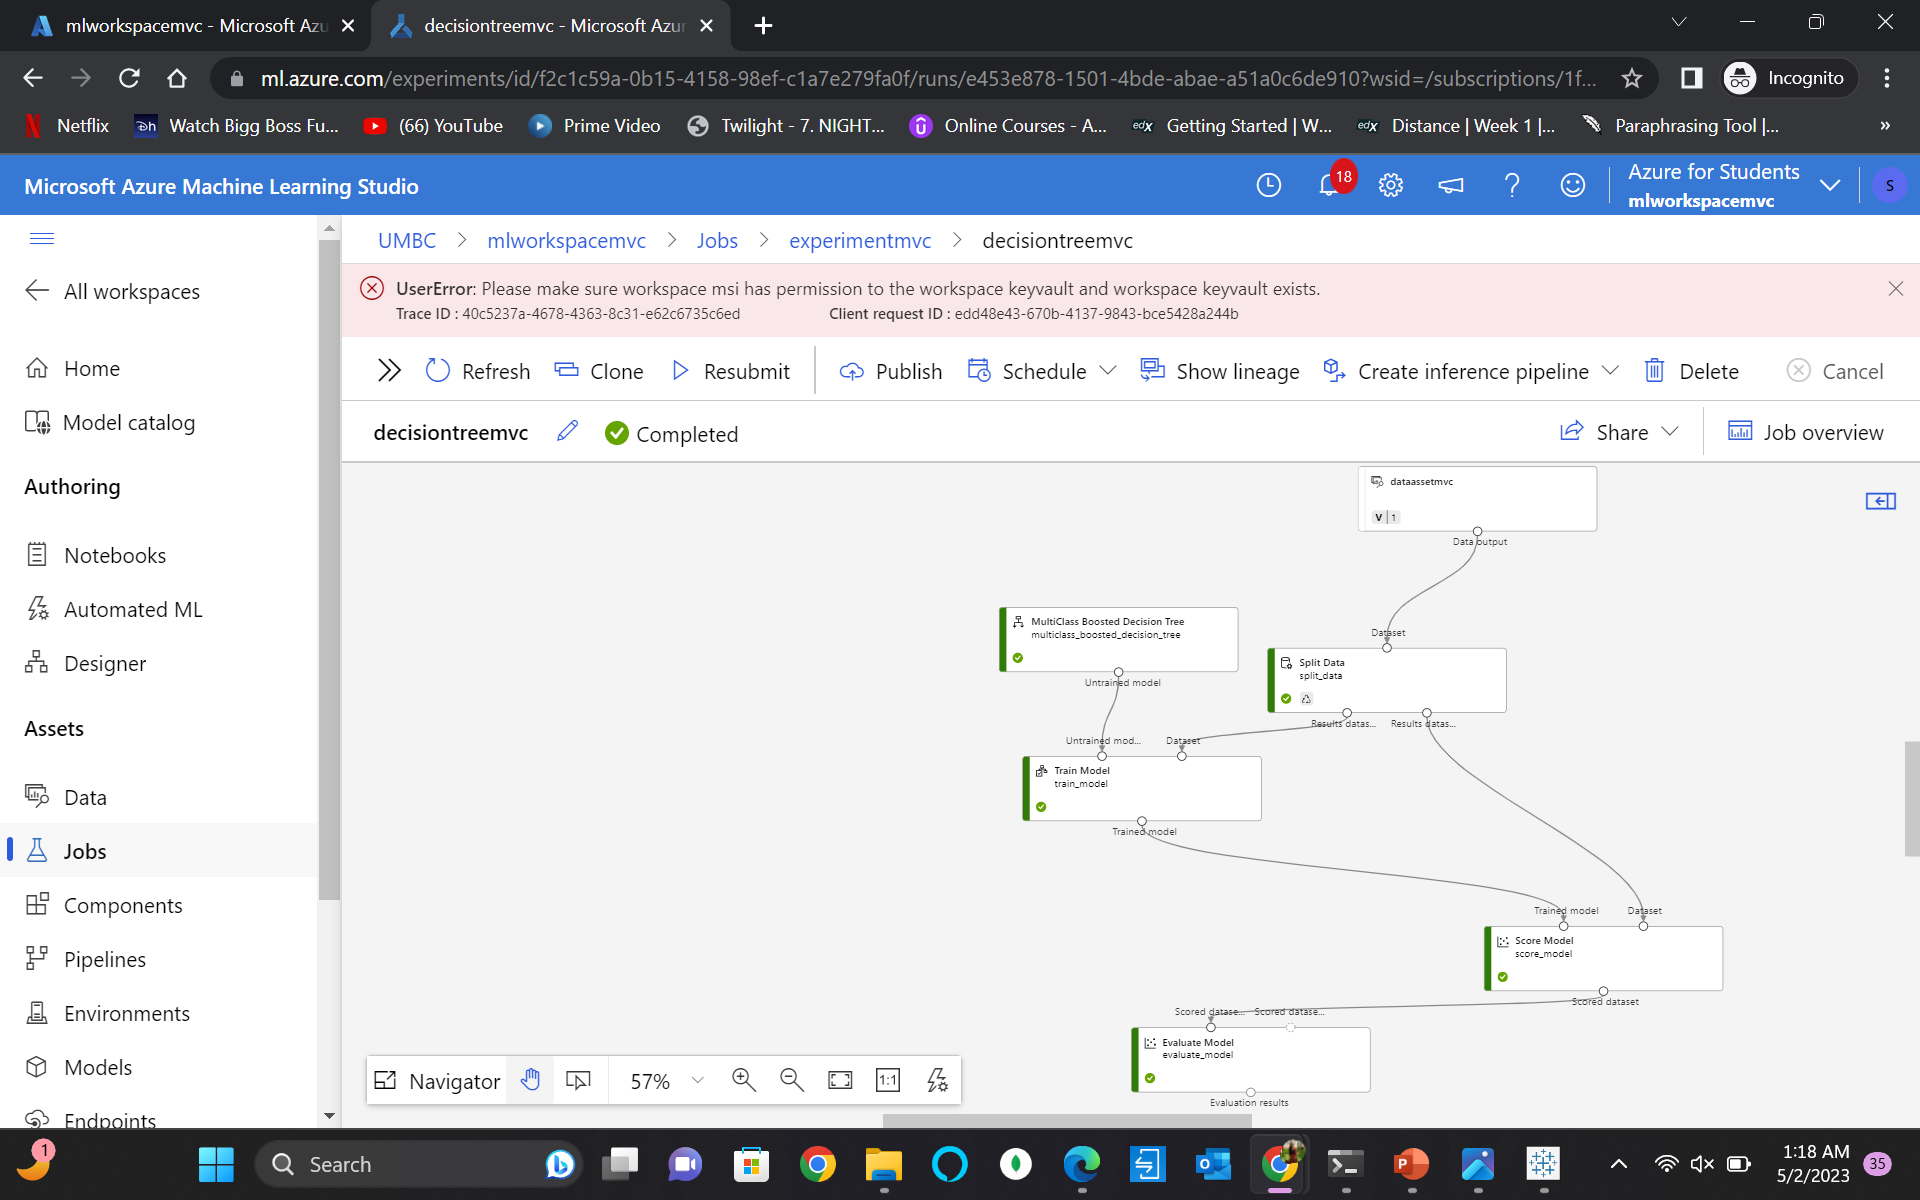 mlworkspacemvc - Microsoft Azu
decisiontreemvc - Microsoft Azur
ml.azure.com/experiments/id/f2c1c59a-0b15-4158-98ef-c1a7e279fa0f/runs/e453e878-1501-4bde-abae-a51a0c6de910?wsid=/subscriptions/1f...
Incognito
Netflix
Watch Bigg Boss Fu...
(66) YouTube
Prime Video
Twilight - 7. NIGHT...
Online Courses - A...
edX
Getting Started | W...
edX
Distance | Week 1 |...
Paraphrasing Tool |...
»
Microsoft Azure Machine Learning Studio
18
Azure for Students
mlworkspacemvc
S
UMBC > mlworkspacemvc > Jobs > experimentmvc > decisiontreemvc
UserError: Please make sure workspace msi has permission to the workspace keyvault and workspace keyvault exists.
Trace ID : 40c5237a-4678-4363-8c31-e62c6735c6ed
Client request ID : edd48e43-670b-4137-9843-bce5428a244b
All workspaces
Home
Model catalog
Authoring
Notebooks
Automated ML
Designer
Assets
Data
Jobs
Components
Pipelines
Environments
Models
Endpoints
Refresh
Clone
Resubmit
Publish
Schedule
Show lineage
Create inference pipeline
Delete
Cancel
decisiontreemvc
Completed
Share
Job overview
dataassetmvc
V | 1
Data output
MultiClass Boosted Decision Tree
multiclass_boosted_decision_tree
Untrained model
Dataset
Split Data
split_data
Results datas...
Results datas...
Untrained mod...
Dataset
Train Model
train_model
Trained model
Trained model
Dataset
Score Model
score_model
Scored dataset
Scored datase...
Scored datase...
Evaluate Model
evaluate_model
Evaluation results
Navigator
57%
1:1
1
Search
1:18 AM
5/2/2023
35